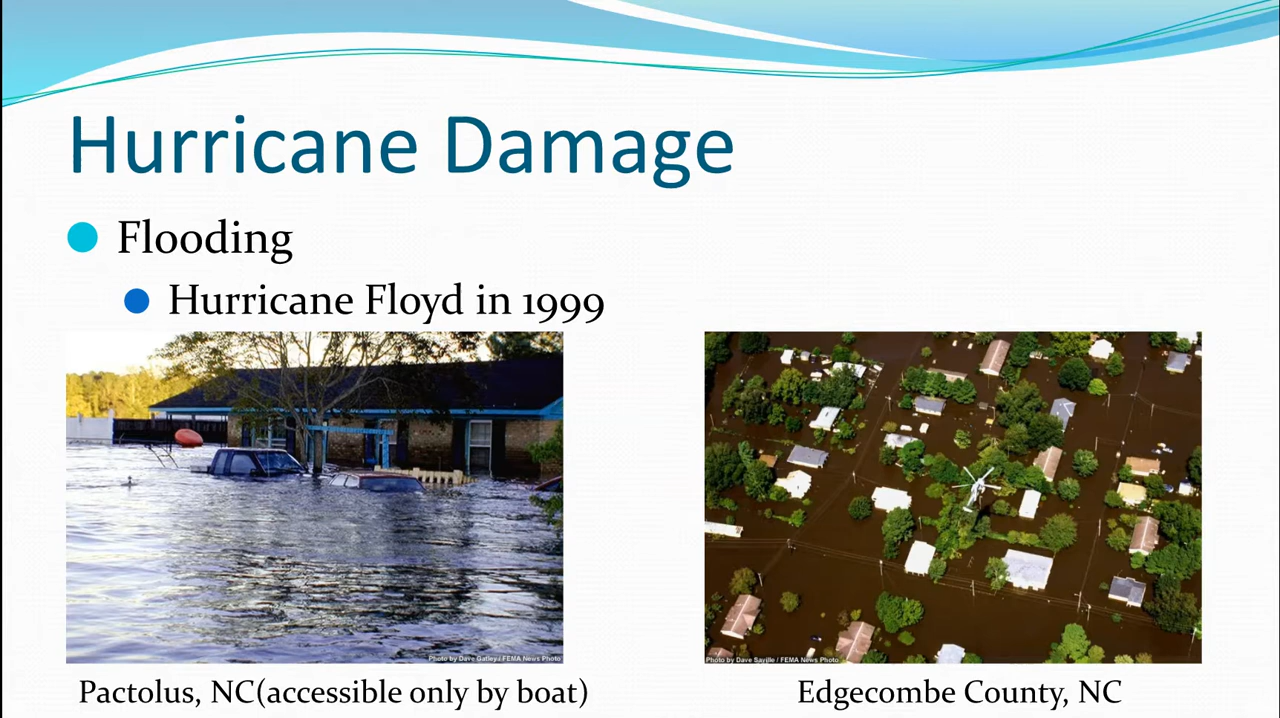 Hurricane Damage
Flooding
Hurricane Floyd in 1999
Photo by Dave Gatley / FEMA News Photo
Photo by Dave Saville / FEMA News Photo
Pactolus, NC(accessible only by boat)
Edgecombe County, NC